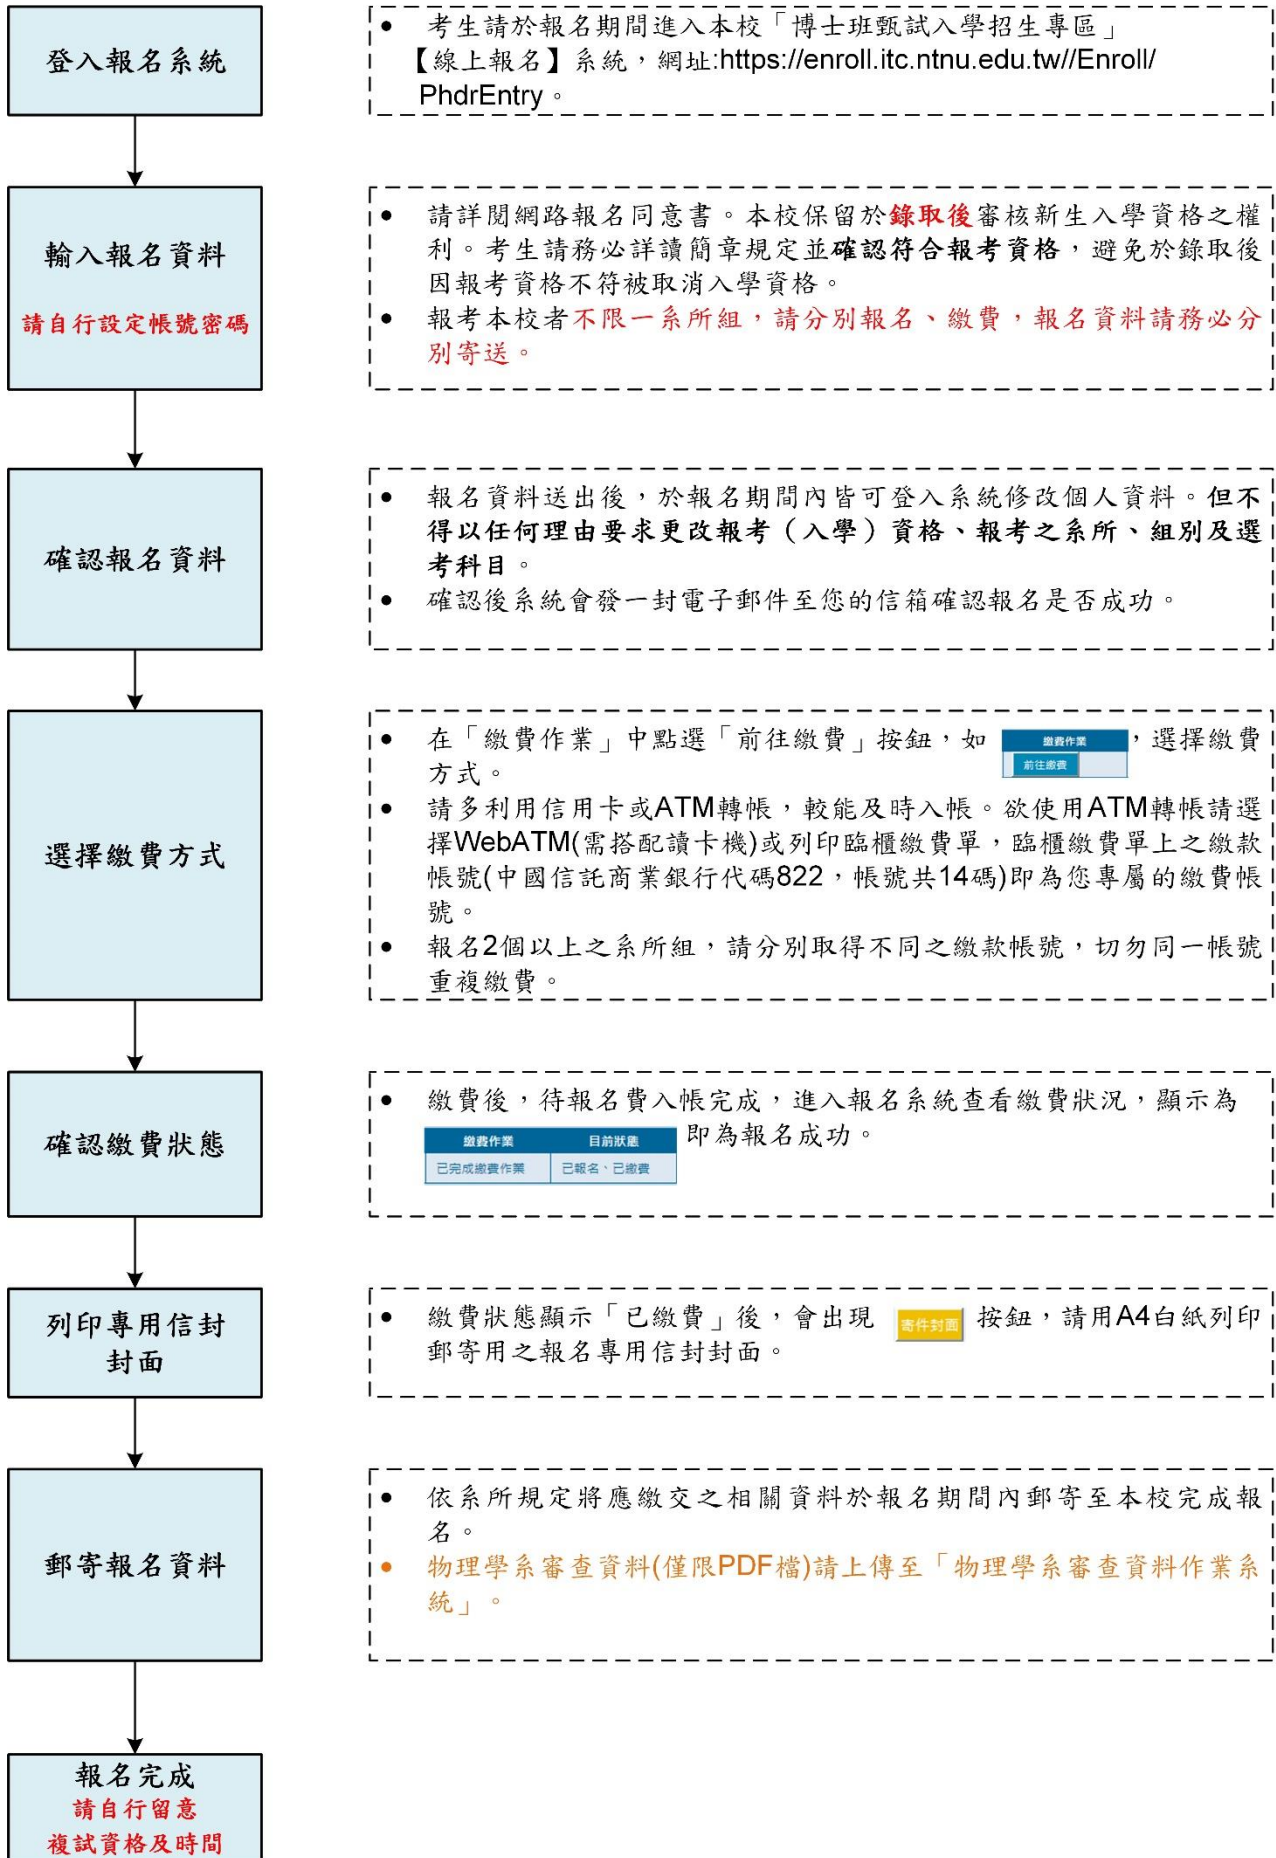 登入報名系統
• 考生請於報名期間進入本校「博士班甄試入學招生專區」
【線上報名】系統，網址:https://enroll.itc.ntnu.edu.tw//Enroll/
PhdrEntry。
輸入報名資料
請自行設定帳號密碼
• 請詳閱網路報名同意書。本校保留於錄取後審核新生入學資格之權
利。考生請務必詳讀簡章規定並確認符合報考資格，避免於錄取後
因報考資格不符被取消入學資格。
• 報考本校者不限一系所組，請分別報名、繳費，報名資料請務必分
別寄送。
確認報名資料
• 報名資料送出後，於報名期間內皆可登入系統修改個人資料。但不
得以任何理由要求更改報考（入學）資格、報考之系所、組別及選
考科目。
• 確認後系統會發一封電子郵件至您的信箱確認報名是否成功。
選擇繳費方式
• 在「繳費作業」中點選「前往繳費」按鈕，如 繳費作業 ，選擇繳費
前往繳費
方式。
• 請多利用信用卡或ATM轉帳，較能及時入帳。欲使用ATM轉帳請選
擇WebATM(需搭配讀卡機)或列印臨櫃繳費單，臨櫃繳費單上之繳款
帳號(中國信託商業銀行代碼822，帳號共14碼)即為您專屬的繳費帳
號。
• 報名2個以上之系所組，請分別取得不同之繳款帳號，切勿同一帳號
重複繳費。
確認繳費狀態
• 繳費後，待報名費入帳完成，進入報名系統查看繳費狀況，顯示為
繳費作業 目前狀態 即為報名成功。
已完成繳費作業 已報名、已繳費
列印專用信封
封面
• 繳費狀態顯示「已繳費」後，會出現 寄件封面 按鈕，請用A4白紙列印
郵寄用之報名專用信封封面。
郵寄報名資料
• 依系所規定將應繳交之相關資料於報名期間內郵寄至本校完成報
名。
• 物理學系審查資料(僅限PDF檔)請上傳至「物理學系審查資料作業系
統」。
報名完成
請自行留意
複試資格及時間